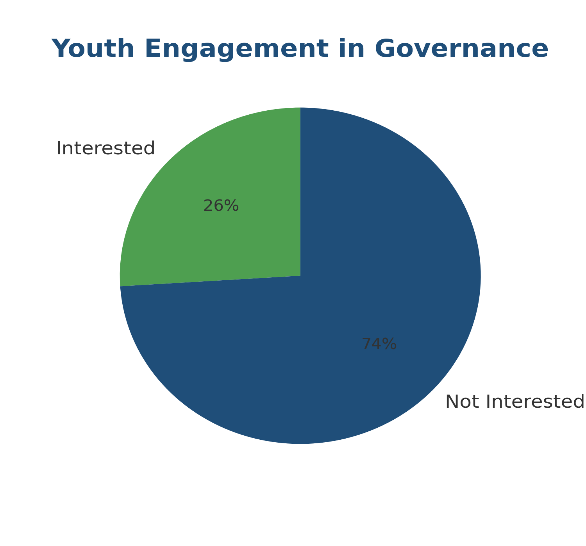 Youth Engagement in Governance
Interested
26%
74%
Not Interested